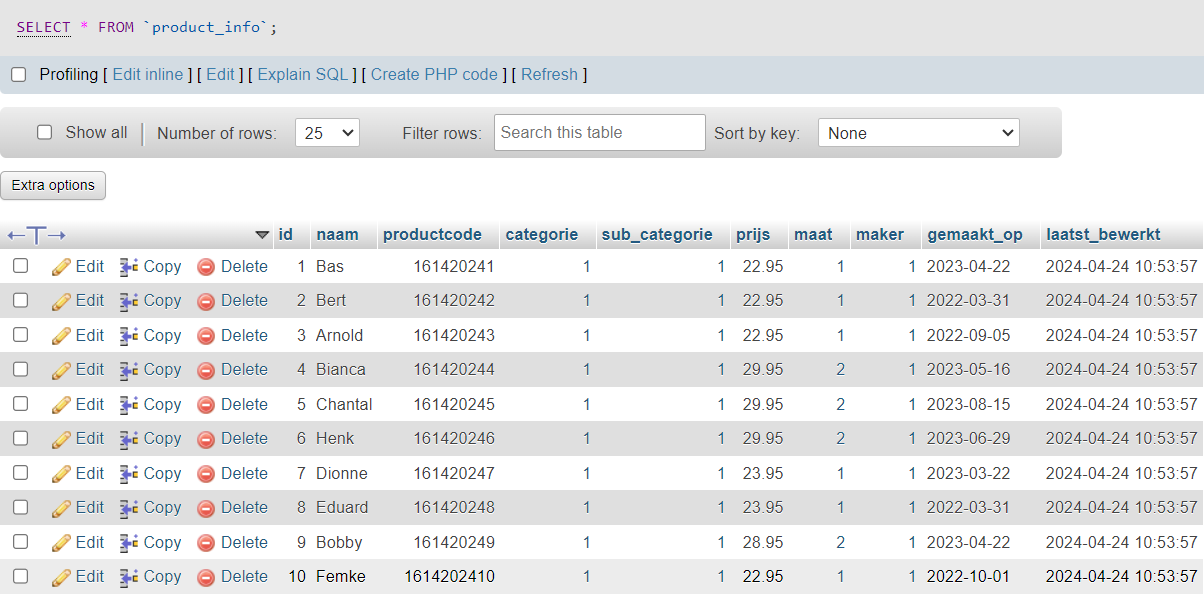 SELECT * FROM `product_info`;
Profiling [ Edit inline ] [ Edit ] [ Explain SQL ] [ Create PHP code ] [ Refresh ]
Show all | Number of rows: 25 Filter rows: Search this table Sort by key: None
Extra options
←T→ id naam productcode categorie sub_categorie prijs maat maker gemaakt_op laatst_bewerkt
Edit Copy Delete 1 Bas 161420241 1 1 22.95 1 1 2023-04-22 2024-04-24 10:53:57
Edit Copy Delete 2 Bert 161420242 1 1 22.95 1 1 2022-03-31 2024-04-24 10:53:57
Edit Copy Delete 3 Arnold 161420243 1 1 22.95 1 1 2022-09-05 2024-04-24 10:53:57
Edit Copy Delete 4 Bianca 161420244 1 1 29.95 2 1 2023-05-16 2024-04-24 10:53:57
Edit Copy Delete 5 Chantal 161420245 1 1 29.95 2 1 2023-08-15 2024-04-24 10:53:57
Edit Copy Delete 6 Henk 161420246 1 1 29.95 2 1 2023-06-29 2024-04-24 10:53:57
Edit Copy Delete 7 Dionne 161420247 1 1 23.95 1 1 2023-03-22 2024-04-24 10:53:57
Edit Copy Delete 8 Eduard 161420248 1 1 23.95 1 1 2022-03-31 2024-04-24 10:53:57
Edit Copy Delete 9 Bobby 161420249 1 1 28.95 2 1 2023-04-22 2024-04-24 10:53:57
Edit Copy Delete 10 Femke 1614202410 1 1 22.95 1 1 2022-10-01 2024-04-24 10:53:57